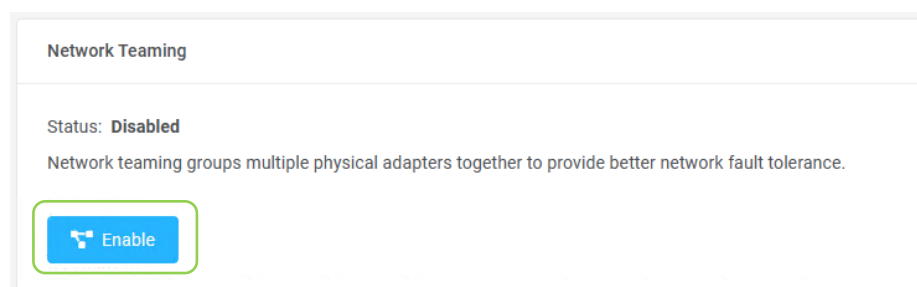 Network Teaming
Status: Disabled
Network teaming groups multiple physical adapters together to provide better network fault tolerance.
Enable